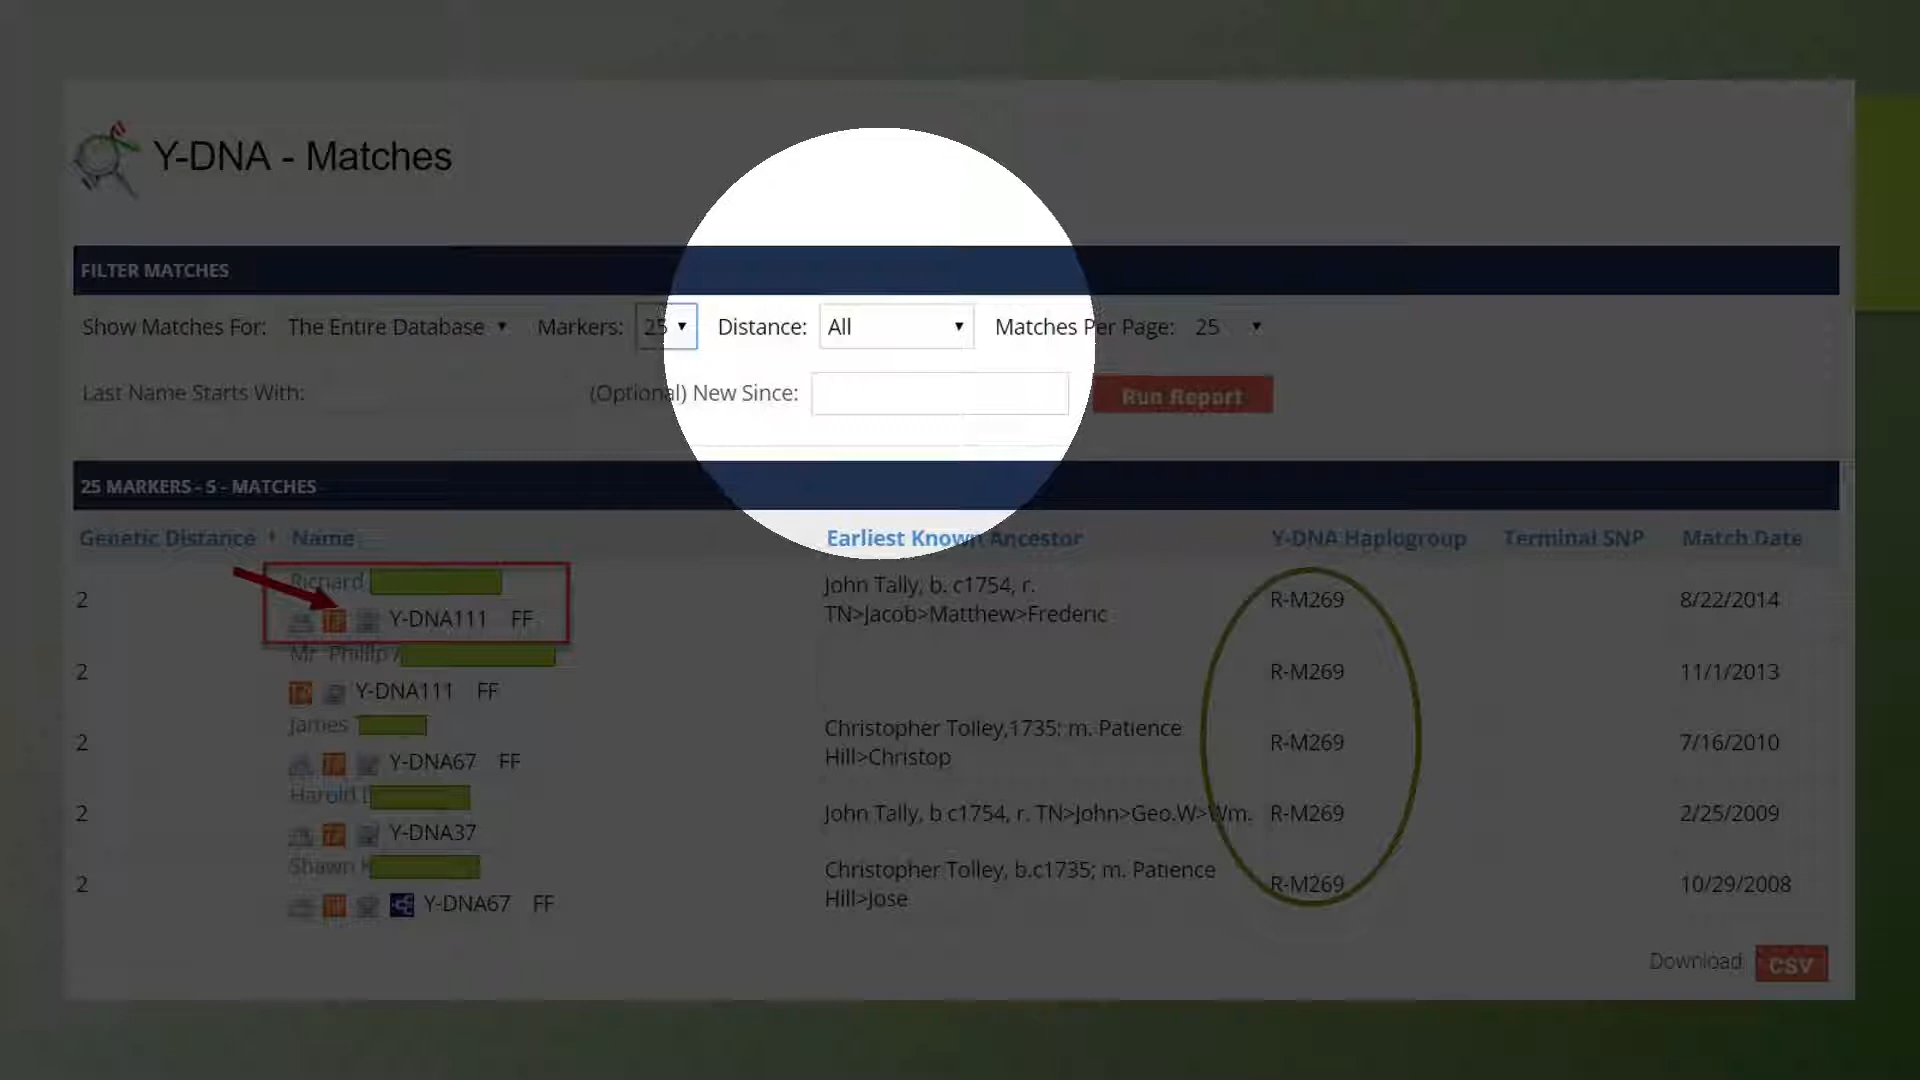 Y-DNA - Matches
FILTER MATCHES
Show Matches For: The Entire Database Markers: 25 Distance: All Matches Per Page: 25
Last Name Starts With: (Optional) New Since: Run Report
25 MARKERS - 5 - MATCHES
Genetic Distance Name Earliest Known Ancestor Y-DNA Haplogroup Terminal SNP Match Date
Richard
2 John Tally, b. c1754, r. R-M269 8/22/2014
TN>Jacob>Matthew>Frederic
Y-DNA111 FF
Mr. Phillip
2 R-M269 11/1/2013
Y-DNA111 FF
James
2 Christopher Tolley,1735; m. Patience R-M269 7/16/2010
Hill>Christop
Y-DNA67 FF
Harold
2 John Tally, b c1754, r. TN>John>Geo.W>Wm. R-M269 2/25/2009
Y-DNA37
Shawn
2 Christopher Tolley, b.c1735; m. Patience R-M269 10/29/2008
Hill>Jose
Y-DNA67 FF
Download: CSV